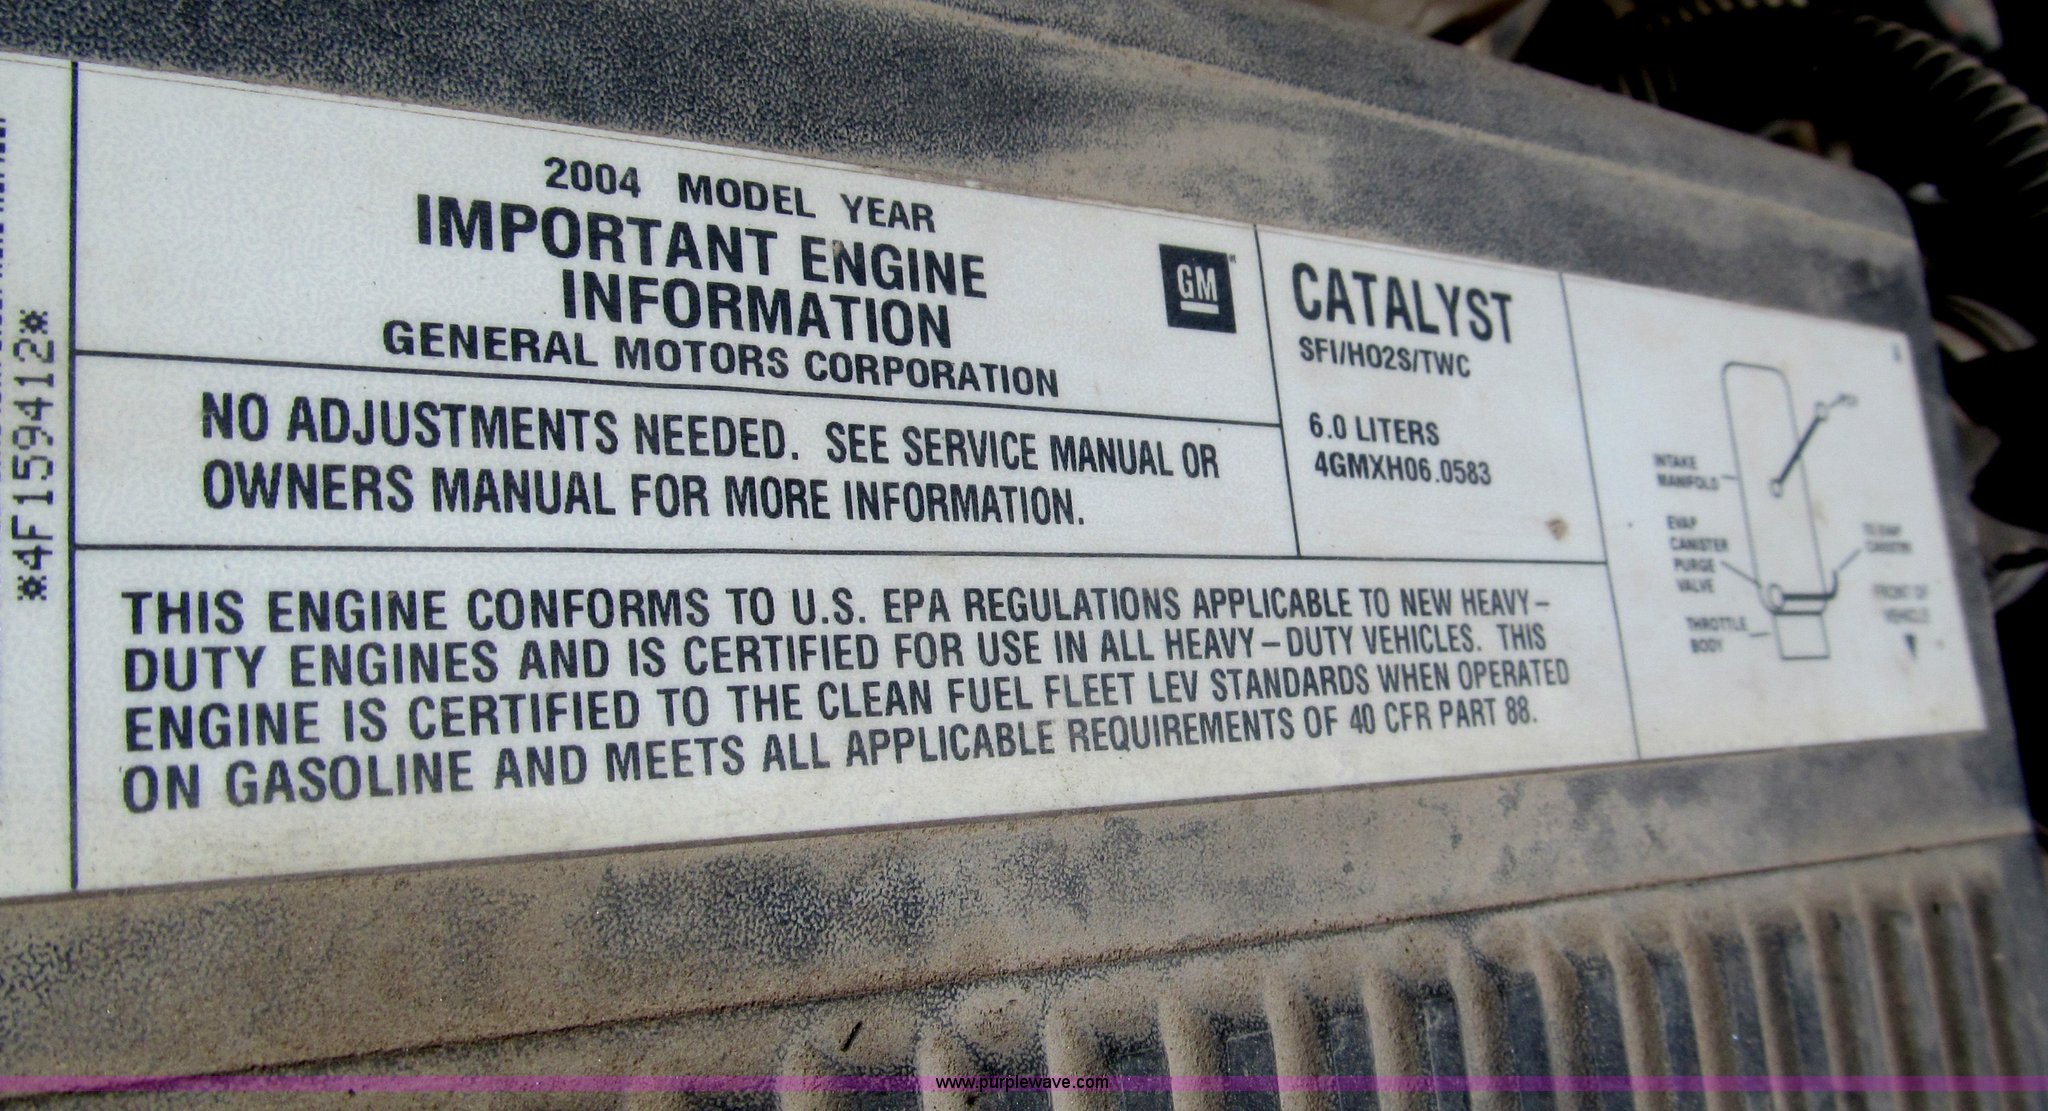 *4F159412*
2004 MODEL YEAR
IMPORTANT ENGINE
INFORMATION
GENERAL MOTORS CORPORATION
GM
NO ADJUSTMENTS NEEDED. SEE SERVICE MANUAL OR
OWNERS MANUAL FOR MORE INFORMATION.
CATALYST
SFI/HO2S/TWC
6.0 LITERS
4GMXH06.0583
THIS ENGINE CONFORMS TO U.S. EPA REGULATIONS APPLICABLE TO NEW HEAVY-
DUTY ENGINES AND IS CERTIFIED FOR USE IN ALL HEAVY-DUTY VEHICLES. THIS
ENGINE IS CERTIFIED TO THE CLEAN FUEL FLEET LEV STANDARDS WHEN OPERATED
ON GASOLINE AND MEETS ALL APPLICABLE REQUIREMENTS OF 40 CFR PART 88.
INTAKE
MANIFOLD
EVAP
CANISTER
PURGE
VALVE
THROTTLE
BODY
TO EVAP
CANISTER
FRONT OF
VEHICLE
www.purplewave.com